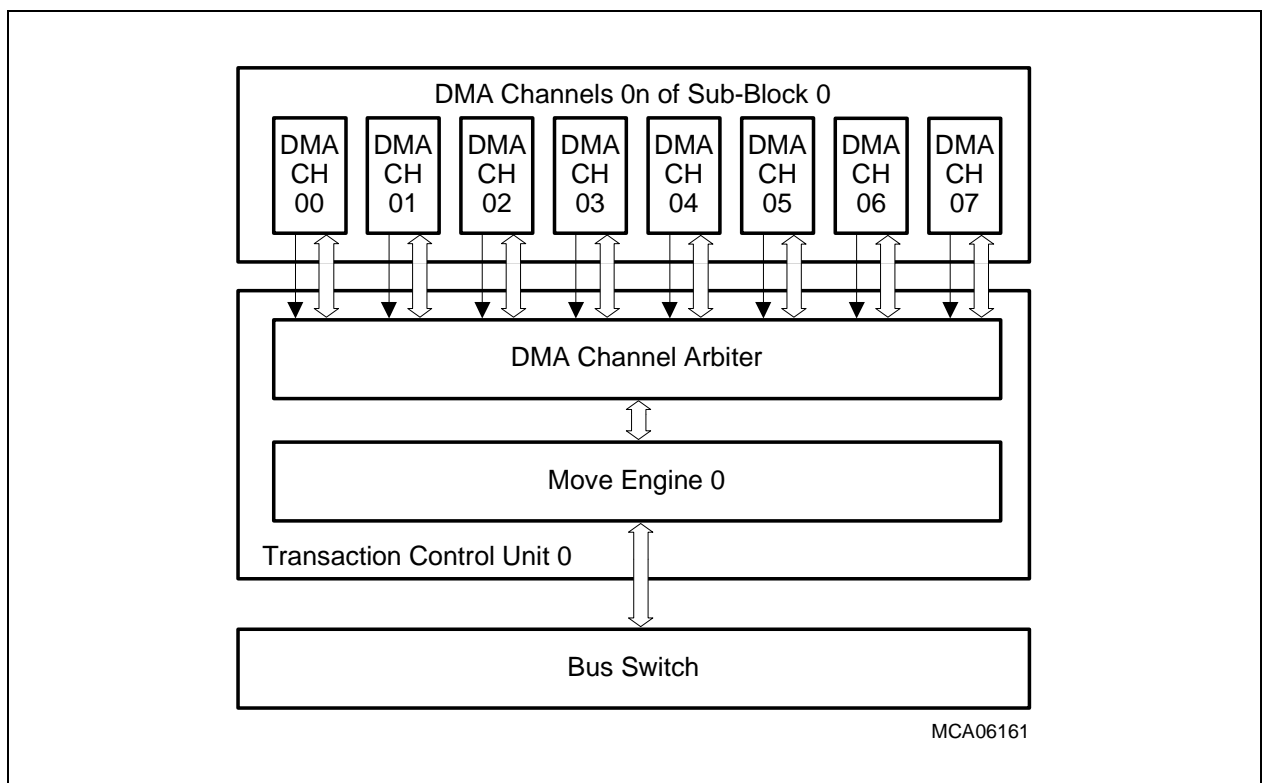 DMA Channels 0n of Sub-Block 0
DMA CH 00
DMA CH 01
DMA CH 02
DMA CH 03
DMA CH 04
DMA CH 05
DMA CH 06
DMA CH 07
DMA Channel Arbiter
Move Engine 0
Transaction Control Unit 0
Bus Switch
MCA06161